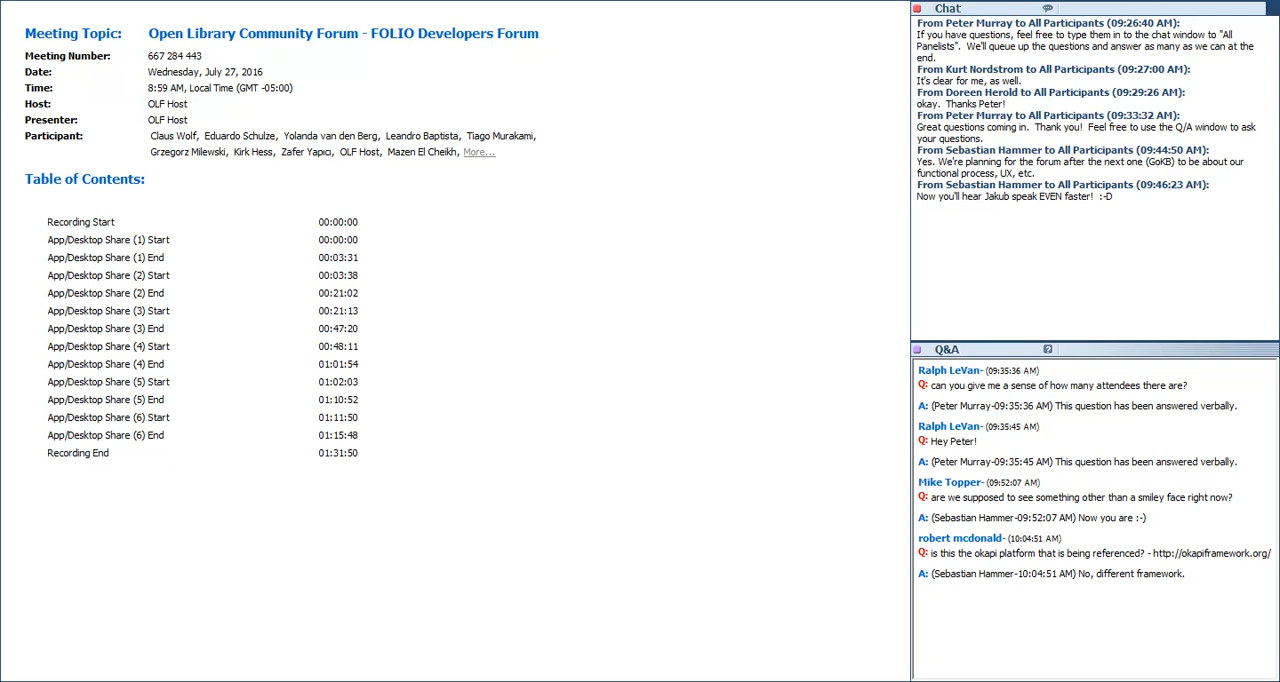 Meeting Topic: Open Library Community Forum - FOLIO Developers Forum
Meeting Number: 667 284 443
Date: Wednesday, July 27, 2016
Time: 8:59 AM, Local Time (GMT -05:00)
Host: OLF Host
Presenter: OLF Host
Participant: Claus Wolf, Eduardo Schulze, Yolanda van den Berg, Leandro Baptista, Tiago Murakami,
Grzegorz Milewski, Kirk Hess, Zafer Yapıcı, OLF Host, Mazen El Cheikh, More...
Table of Contents:
Recording Start 00:00:00
App/Desktop Share (1) Start 00:00:00
App/Desktop Share (1) End 00:03:31
App/Desktop Share (2) Start 00:03:38
App/Desktop Share (2) End 00:21:02
App/Desktop Share (3) Start 00:21:13
App/Desktop Share (3) End 00:47:20
App/Desktop Share (4) Start 00:48:11
App/Desktop Share (4) End 01:01:54
App/Desktop Share (5) Start 01:02:03
App/Desktop Share (5) End 01:10:52
App/Desktop Share (6) Start 01:11:50
App/Desktop Share (6) End 01:15:48
Recording End 01:31:50
Chat
From Peter Murray to All Participants (09:26:40 AM):
If you have questions, feel free to type them in to the chat window to "All
Panelists". We'll queue up the questions and answer as many as we can at the
end.
From Kurt Nordstrom to All Participants (09:27:00 AM):
It's clear for me, as well.
From Doreen Herold to All Participants (09:29:26 AM):
okay. Thanks Peter!
From Peter Murray to All Participants (09:33:32 AM):
Great questions coming in. Thank you! Feel free to use the Q/A window to ask
your questions.
From Sebastian Hammer to All Participants (09:44:50 AM):
Yes. We're planning for the forum after the next one (GoKB) to be about our
functional process, UX, etc.
From Sebastian Hammer to All Participants (09:46:23 AM):
Now you'll hear Jakub speak EVEN faster! :-D
Q&A
Ralph LeVan- (09:35:36 AM)
Q: can you give me a sense of how many attendees there are?
A: (Peter Murray-09:35:36 AM) This question has been answered verbally.
Ralph LeVan- (09:35:45 AM)
Q: Hey Peter!
A: (Peter Murray-09:35:45 AM) This question has been answered verbally.
Mike Topper- (09:52:07 AM)
Q: are we supposed to see something other than a smiley face right now?
A: (Sebastian Hammer-09:52:07 AM) Now you are :-)
robert mcdonald- (10:04:51 AM)
Q: is this the okapi platform that is being referenced? - http://okapiframework.org/
A: (Sebastian Hammer-10:04:51 AM) No, different framework.